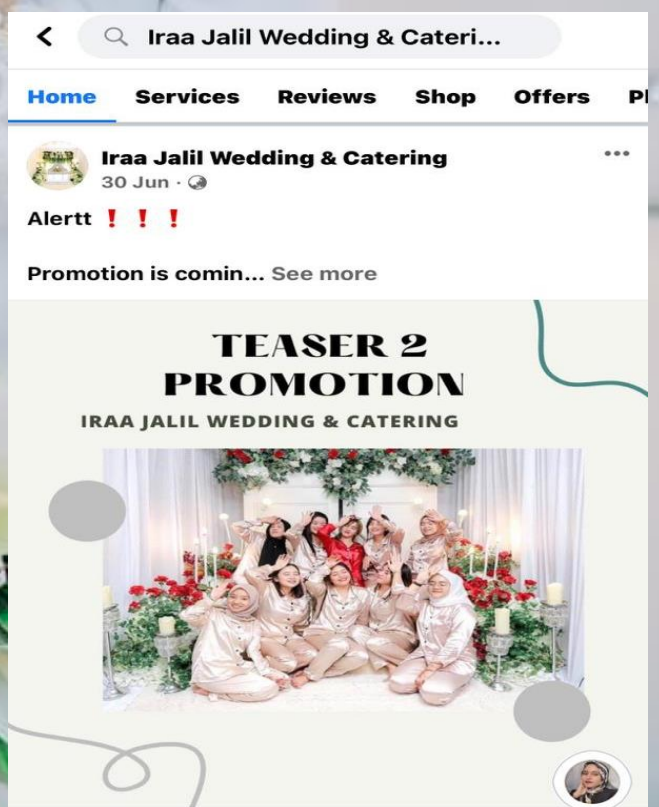 Iraa Jalil Wedding & Cateri...
Home Services Reviews Shop Offers
Iraa Jalil Wedding & Catering
30 Jun ·
Alertt ❗❗❗
Promotion is comin... See more
TEASER 2
PROMOTION
IRAA JALIL WEDDING & CATERING